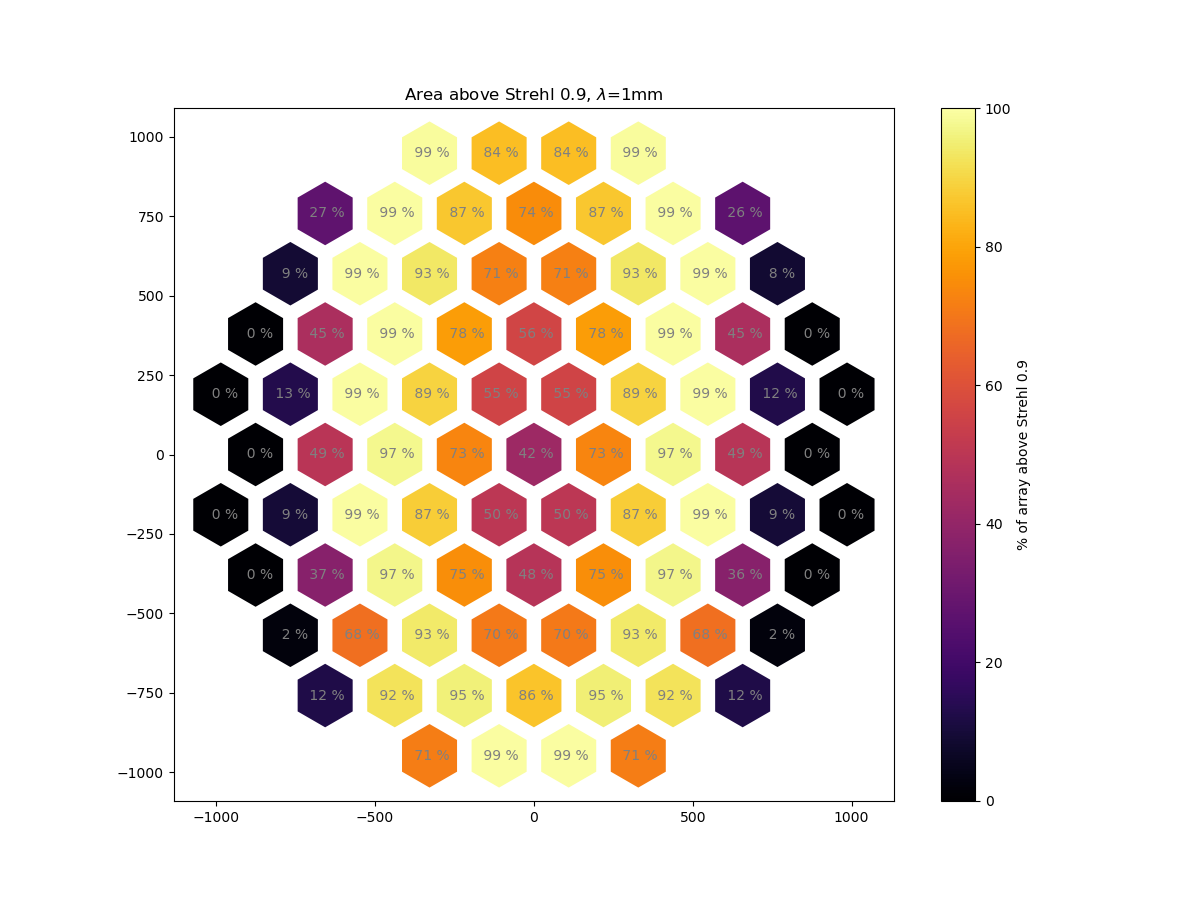 Area above Strehl 0.9, λ=1mm
1000
99 % 84 % 84 % 99 %
750
27 % 99 % 87 % 74 % 87 % 99 % 26 %
9 % 99 % 93 % 71 % 71 % 93 % 99 % 8 %
500
0 % 45 % 99 % 78 % 56 % 78 % 99 % 45 % 0 %
250
0 % 13 % 99 % 89 % 55 % 55 % 89 % 99 % 12 % 0 %
0
0 % 49 % 97 % 73 % 42 % 73 % 97 % 49 % 0 %
0 % 9 % 99 % 87 % 50 % 50 % 87 % 99 % 9 % 0 %
−250
0 % 37 % 97 % 75 % 48 % 75 % 97 % 36 % 0 %
−500
2 % 68 % 93 % 70 % 70 % 93 % 68 % 2 %
−750
12 % 92 % 95 % 86 % 95 % 92 % 12 %
71 % 99 % 99 % 71 %
−1000
−1000 −500 0 500 1000
100
80
60
40
20
0
% of array above Strehl 0.9